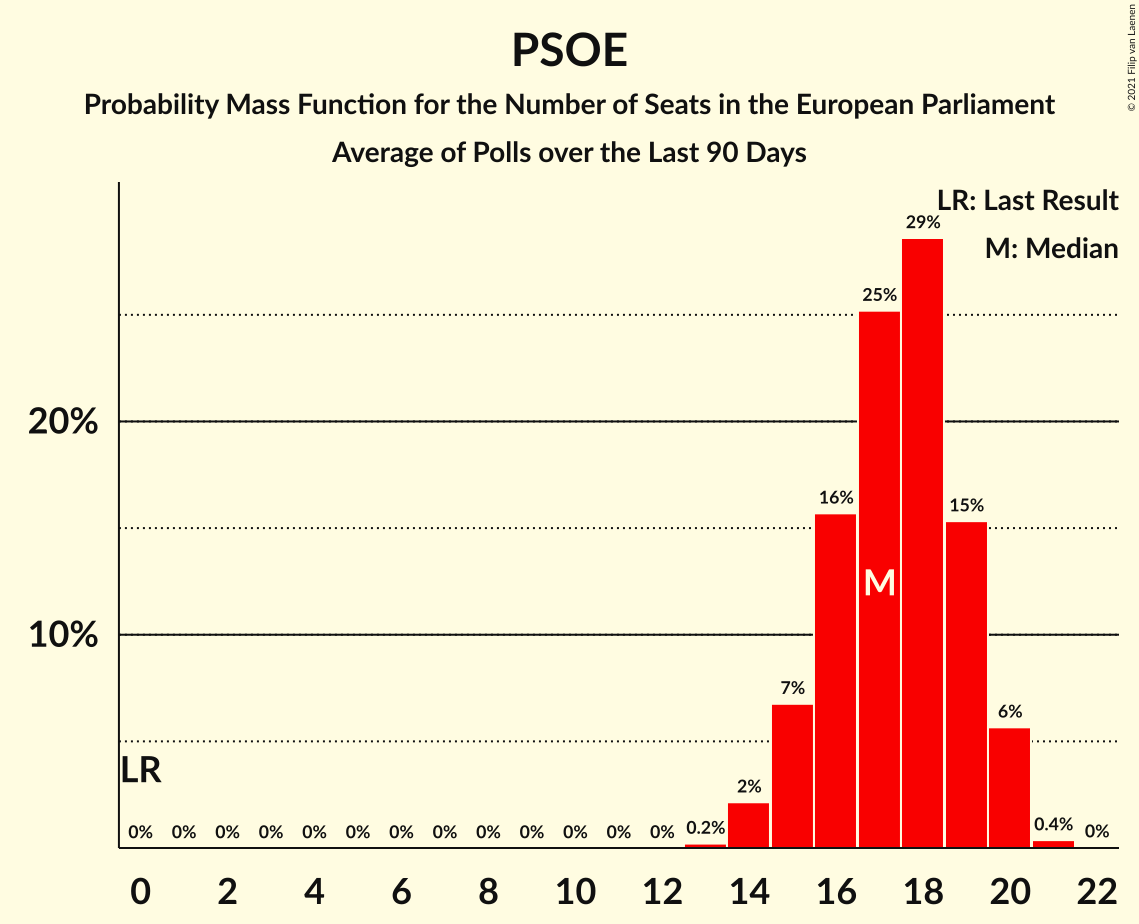 PSOE
Probability Mass Function for the Number of Seats in the European Parliament
Average of Polls over the Last 90 Days
© 2021 Filip van Laenen
LR: Last Result
M: Median
29%
25%
20%
16%
15%
M
10%
7%
6%
LR
2%
0% 0% 0% 0% 0% 0% 0% 0% 0% 0% 0% 0% 0% 0.2% 0.4% 0%
0 2 4 6 8 10 12 14 16 18 20 22